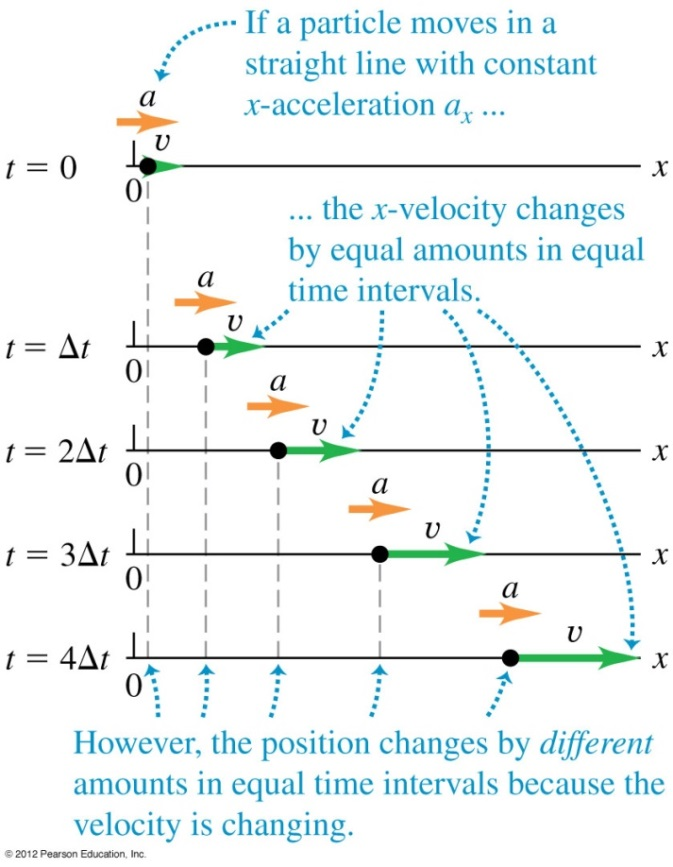 If a particle moves in a
straight line with constant
x-acceleration aₓ ...
a
v
t = 0
x
0
... the x-velocity changes
by equal amounts in equal
time intervals.
a
v
t = Δt
x
0
a
v
t = 2Δt
x
0
a
v
t = 3Δt
x
0
a
v
t = 4Δt
x
0
However, the position changes by different
amounts in equal time intervals because the
velocity is changing.
© 2012 Pearson Education, Inc.